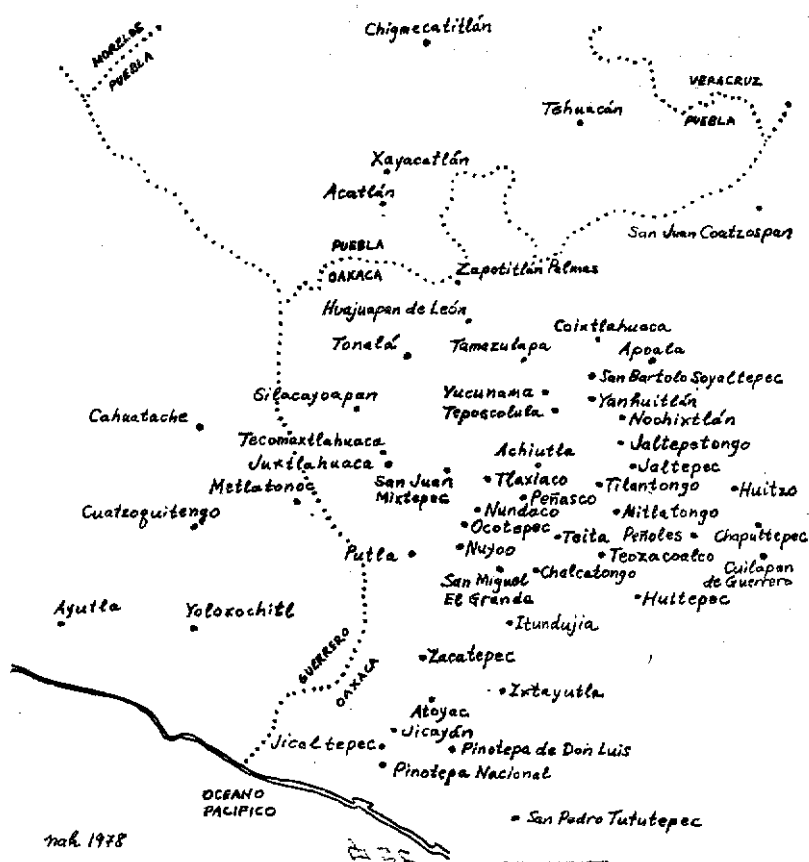 Chigmecatitlán
MORELOS
PUEBLA
VERACRUZ
PUEBLA
Tehuacán
Xayacatlán
Acatlán
San Juan Coatzospan
PUEBLA
OAXACA
Zapotitlán Palmas
Huajuapan de León
Coixtlahuaca
Tonalá
Tamazulapa
Apoala
San Bartolo Soyaltepec
Silacayoapan
Yucunama
Yanhuitlán
Teposcolula
Nochixtlán
Cahuatache
Tecomaxtlahuaca
Achiutla
Jaltepetongo
Juxtlahuaca
San Juan
Mixtepec
Tlaxiaco
Jaltepec
Metlatonoc
Peñasco
Tilantongo
Huitzo
Cuatzoquitengo
Nundaco
Mitlatongo
Ocotepec
Teita
Peñoles
Chapultepec
Putla
Nuyoo
Teozacoalco
San Miguel
El Grande
Chalcatongo
Cuilapan
de Guerrero
Huitepec
Ayutla
Yoloxochitl
Itundujia
GUERRERO
OAXACA
Zacatepec
Ixtayutla
Atoyac
Jicayán
Jicaltepec
Pinotepa de Don Luis
Pinotepa Nacional
OCEANO
PACIFICO
San Pedro Tututepec
nah 1978